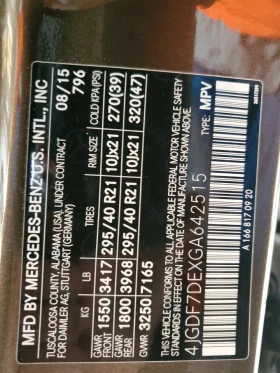 MFD BY MERCEDES-BENZ U.S. INTL., INC
TUSCALOOSA COUNTY, ALABAMA (USA), UNDER CONTRACT
FOR DAIMLER AG, STUTTGART (GERMANY)
08/15
796
KG LB TIRES RIM SIZE COLD KPA(PSI)
GAWR FRONT 1550 3417 295/40 R21 10Jx21 270(39)
GAWR REAR 1800 3968 295/40 R21 10Jx21 320(47)
GVWR 3250 7165
THIS VEHICLE CONFORMS TO ALL APPLICABLE FEDERAL MOTOR VEHICLE SAFETY
STANDARDS IN EFFECT ON THE DATE OF MANUFACTURE SHOWN ABOVE.
4JGDF7DEXGA642515 TYPE: MPV
A 166 817 09 20